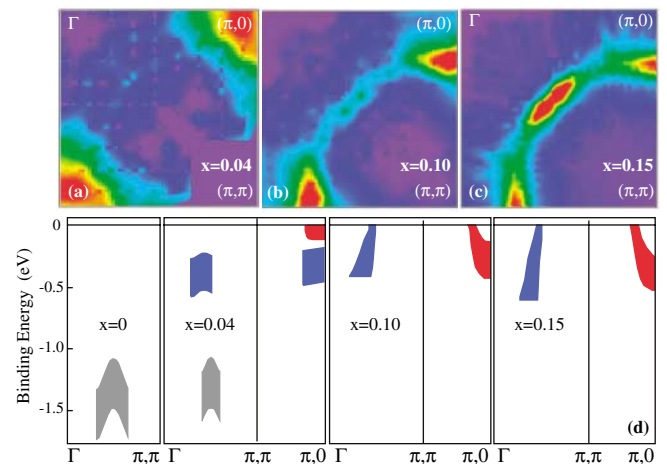 Γ (π,0)
x=0.04
(a) (π,π)
(π,0)
x=0.10
(b) (π,π)
Γ (π,0)
x=0.15
(c) (π,π)
Binding Energy (eV)
0
-0.5
-1.0
-1.5
x=0
x=0.04
x=0.10
x=0.15
(d)
Γ π,π Γ π,π π,0 Γ π,π π,0 Γ π,π π,0